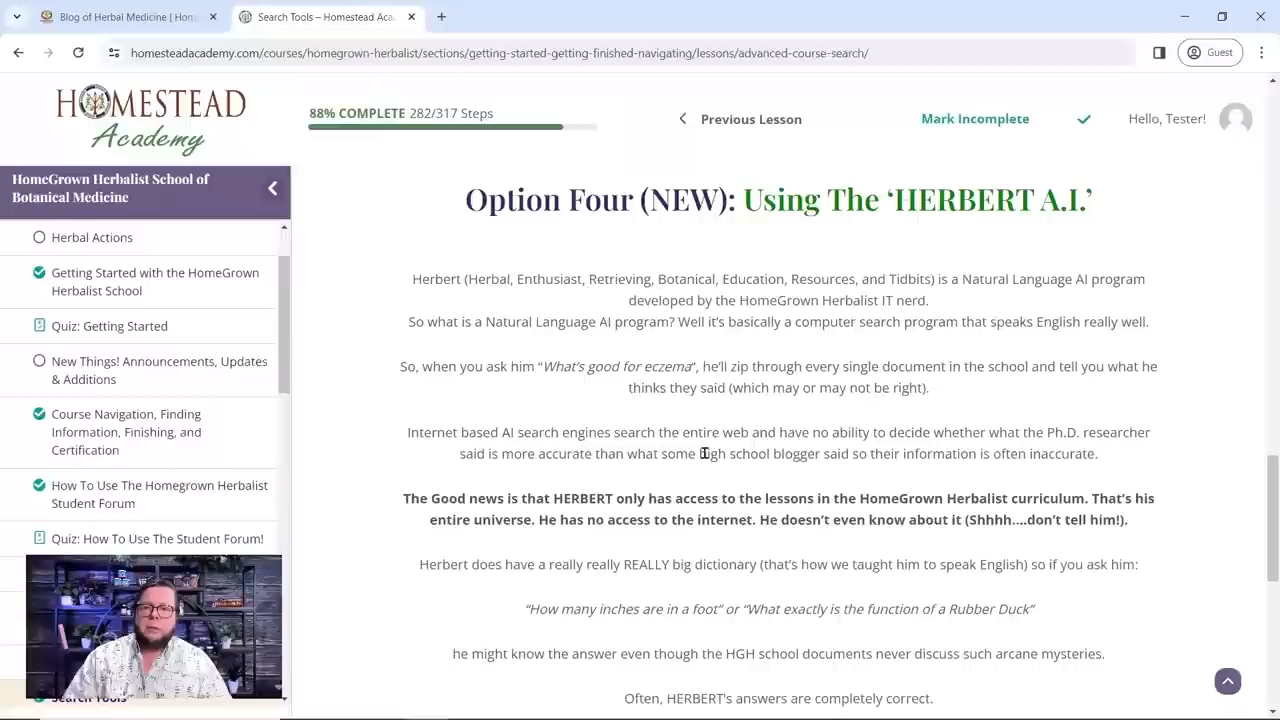 Blog of Herbal Medicine - Home
Search Tools – Homestead Aca
homesteadacademy.com/courses/homegrown-herbalist/sections/getting-started-getting-finished-navigating/lessons/advanced-course-search/
Guest
HOMESTEAD
Academy
88% COMPLETE 282/317 Steps
Previous Lesson
Mark Incomplete
Hello, Tester!
HomeGrown Herbalist School of
Botanical Medicine
Herbal Actions
Getting Started with the HomeGrown
Herbalist School
Quiz: Getting Started
New Things! Announcements, Updates
& Additions
Course Navigation, Finding
Information, Finishing, and
Certification
How To Use The Homegrown Herbalist
Student Forum
Quiz: How To Use The Student Forum!
Option Four (NEW): Using The ‘HERBERT A.I.’
Herbert (Herbal, Enthusiast, Retrieving, Botanical, Education, Resources, and Tidbits) is a Natural Language AI program
developed by the HomeGrown Herbalist IT nerd.
So what is a Natural Language AI program? Well it’s basically a computer search program that speaks English really well.
So, when you ask him “What’s good for eczema“, he’ll zip through every single document in the school and tell you what he
thinks they said (which may or may not be right).
Internet based AI search engines search the entire web and have no ability to decide whether what the Ph.D. researcher
said is more accurate than what some high school blogger said so their information is often inaccurate.
The Good news is that HERBERT only has access to the lessons in the HomeGrown Herbalist curriculum. That’s his
entire universe. He has no access to the internet. He doesn’t even know about it (Shhhh….don’t tell him!).
Herbert does have a really really REALLY big dictionary (that’s how we taught him to speak English) so if you ask him:
“How many inches are in a foot” or “What exactly is the function of a Rubber Duck”
he might know the answer even though the HGH school documents never discuss such arcane mysteries.
Often, HERBERT’s answers are completely correct.